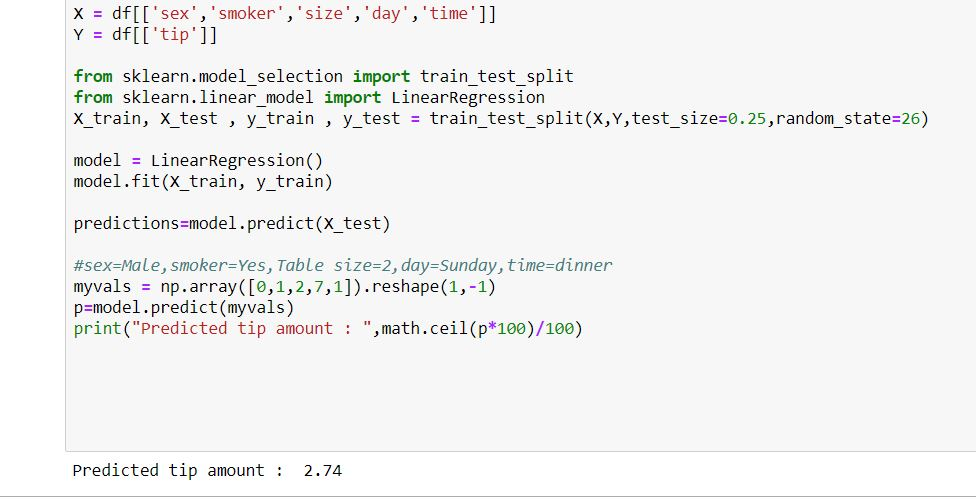 X = df[['sex','smoker','size','day','time']]
Y = df[['tip']]
from sklearn.model_selection import train_test_split
from sklearn.linear_model import LinearRegression
X_train, X_test , y_train , y_test = train_test_split(X,Y,test_size=0.25,random_state=26)
model = LinearRegression()
model.fit(X_train, y_train)
predictions=model.predict(X_test)
#sex=Male,smoker=Yes,Table size=2,day=Sunday,time=dinner
myvals = np.array([0,1,2,7,1]).reshape(1,-1)
p=model.predict(myvals)
print("Predicted tip amount : ",math.ceil(p*100)/100)
Predicted tip amount :  2.74